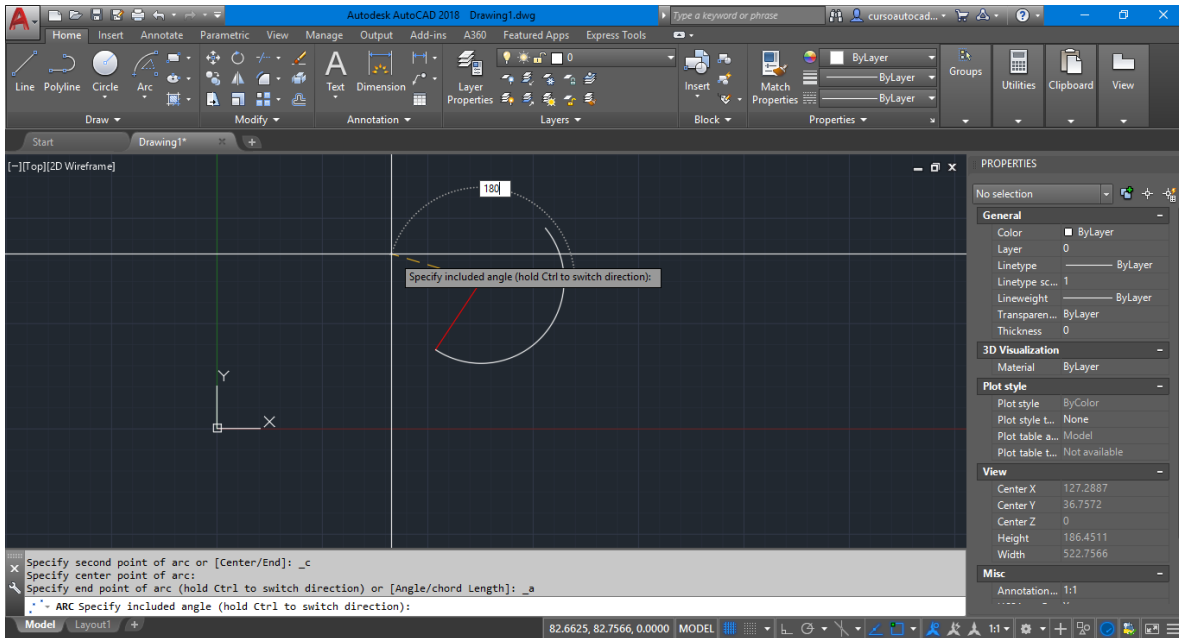 Autodesk AutoCAD 2018 Drawing1.dwg
Type a keyword or phrase
cursoautocad...
Home Insert Annotate Parametric View Manage Output Add-ins A360 Featured Apps Express Tools
Line Polyline Circle Arc
Draw
Modify
Text Dimension
Annotation
Layer
Properties
0
Layers
Insert
Block
Match
Properties
ByLayer
ByLayer
ByLayer
Properties
Groups
Utilities
Clipboard
View
Start
Drawing1*
[−][Top][2D Wireframe]
180
Specify included angle (hold Ctrl to switch direction):
Y
X
PROPERTIES
No selection
General
Color ByLayer
Layer 0
Linetype ByLayer
Linetype sc... 1
Lineweight ByLayer
Transparen... ByLayer
Thickness 0
3D Visualization
Material ByLayer
Plot style
Plot style ByColor
Plot style t... None
Plot table a... Model
Plot table t... Not available
View
Center X 127.2887
Center Y 36.7572
Center Z 0
Height 186.4511
Width 522.7566
Misc
Annotation... 1:1
Specify second point of arc or [Center/End]: _c
Specify center point of arc:
Specify end point of arc (hold Ctrl to switch direction) or [Angle/chord Length]: _a
ARC Specify included angle (hold Ctrl to switch direction):
Model Layout1 +
82.6625, 82.7566, 0.0000 MODEL
1:1